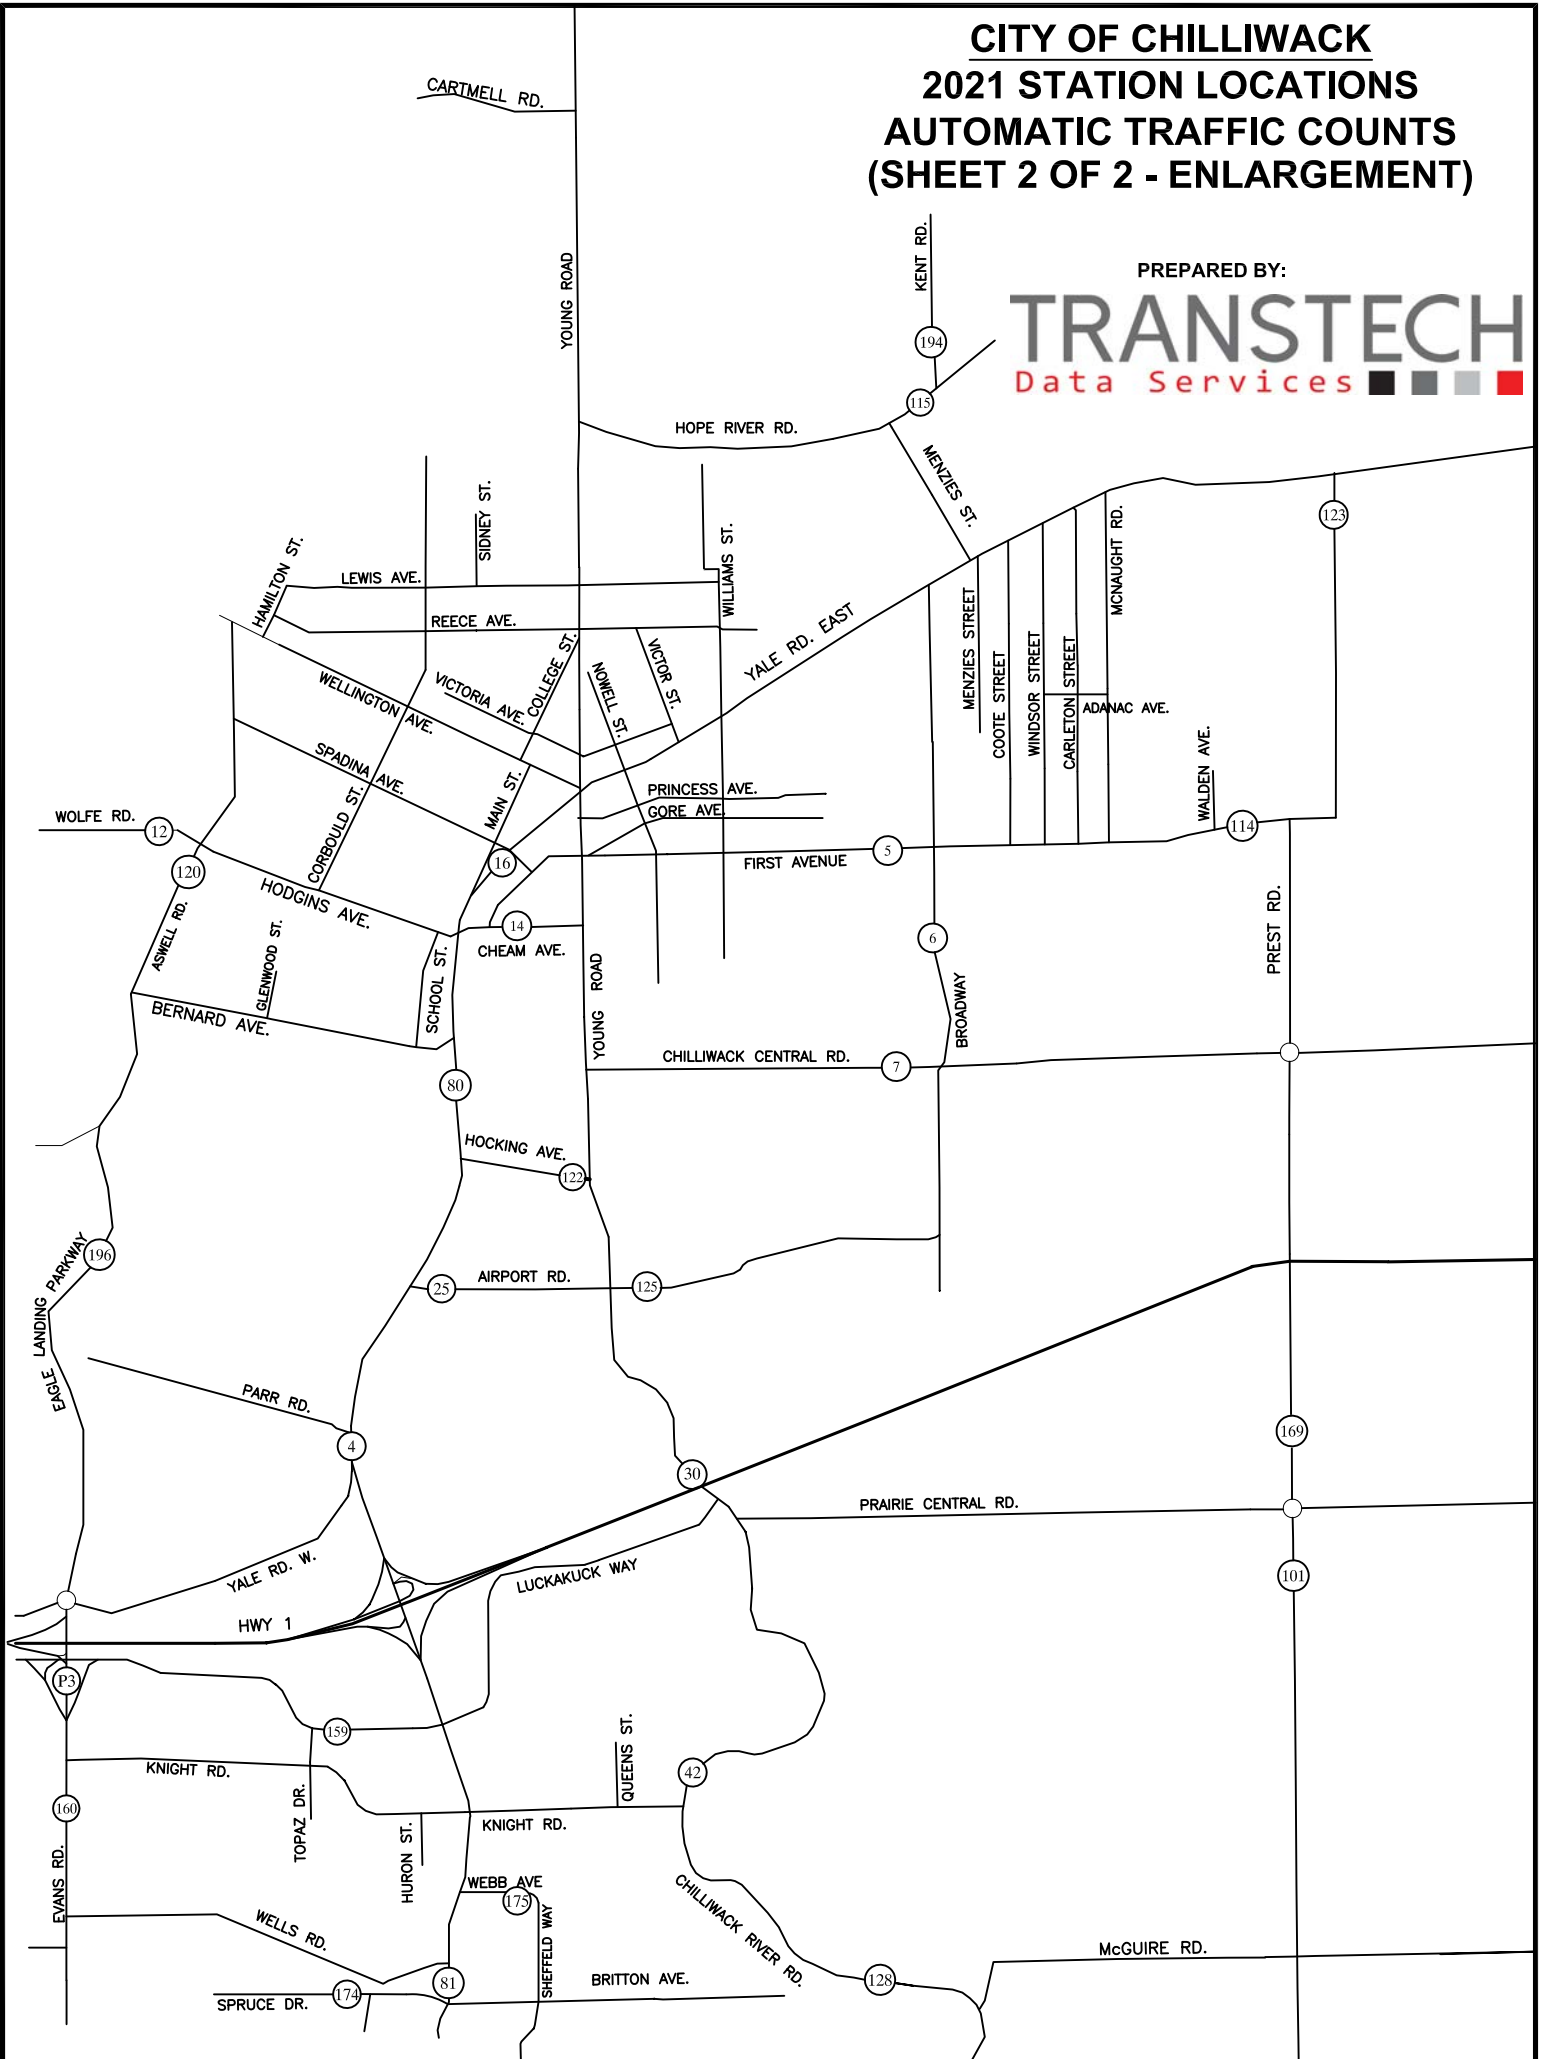 CITY OF CHILLIWACK
2021 STATION LOCATIONS
AUTOMATIC TRAFFIC COUNTS
(SHEET 2 OF 2 - ENLARGEMENT)
PREPARED BY:
TRANSTECH
Data Services
CARTMELL RD.
YOUNG ROAD
KENT RD.
194
115
HOPE RIVER RD.
MENZIES ST.
123
SIDNEY ST.
HAMILTON ST.
LEWIS AVE.
WILLIAMS ST.
MCNAUGHT RD.
REECE AVE.
YALE RD. EAST
COLLEGE ST.
VICTOR ST.
NOWELL ST.
MENZIES STREET
COOTE STREET
WINDSOR STREET
CARLETON STREET
ADANAC AVE.
WELLINGTON AVE.
VICTORIA AVE.
SPADINA AVE.
WALDEN AVE.
MAIN ST.
PRINCESS AVE.
GORE AVE.
WOLFE RD.
12
CORBOULD ST.
114
16
FIRST AVENUE
5
120
HODGINS AVE.
14
CHEAM AVE.
ASWELL RD.
GLENWOOD ST.
SCHOOL ST.
6
PREST RD.
BERNARD AVE.
YOUNG ROAD
BROADWAY
CHILLIWACK CENTRAL RD.
7
80
HOCKING AVE.
122
EAGLE LANDING PARKWAY
196
25
AIRPORT RD.
125
PARR RD.
4
169
30
PRAIRIE CENTRAL RD.
YALE RD. W.
LUCKAKUCK WAY
101
HWY 1
P3
159
QUEENS ST.
KNIGHT RD.
42
160
TOPAZ DR.
HURON ST.
KNIGHT RD.
EVANS RD.
WEBB AVE
175
CHILLIWACK RIVER RD.
WELLS RD.
SHEFFELD WAY
McGUIRE RD.
81
BRITTON AVE.
128
174
SPRUCE DR.